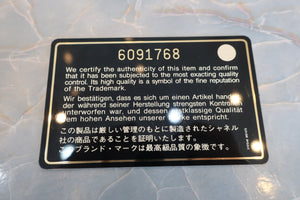 6091768
We certify the authenticity of this item and confirm
that it has been subjected to the most exacting quality
control. Its high quality is a symbol of the fine reputation
of the Trademark.
Wir bestätigen, dass es sich um einen Artikel hand
der während seiner Herstellung strengsten Kontrollen
unterworfen war, und dessen erstklassige Qualität
dem hohen Ansehen unserer Marke entspricht.
この製品は厳しい管理のもとに製造されたシャネル
社の商品であることを証明いたします。
ブランド・マークは最高級品質の象徴です。